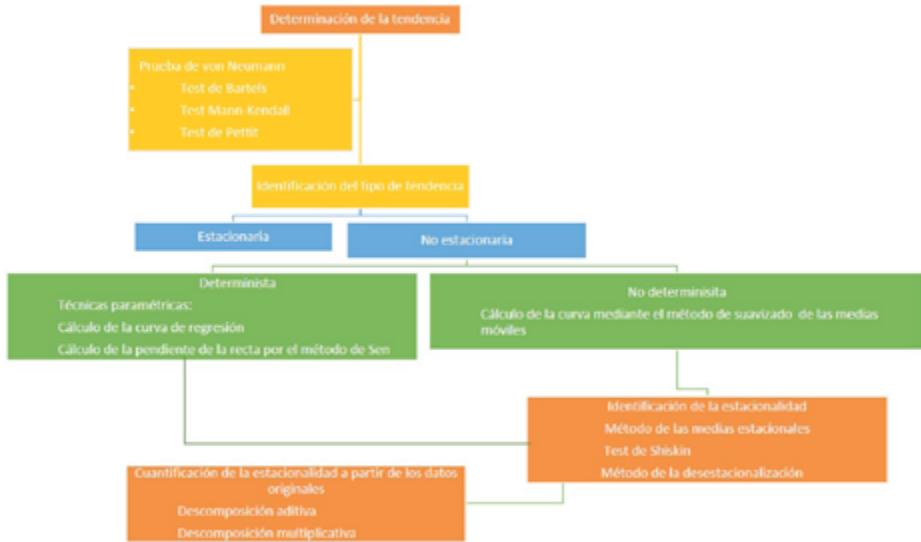 Determinación de la tendencia
Prueba de von Neumann
• Test de Bartels
• Test Mann-Kendall
• Test de Pettit
Identificación del tipo de tendencia
Estacionaria
No estacionaria
Determinista
Técnicas paramétricas:
Cálculo de la curva de regresión
Cálculo de la pendiente de la recta por el método de Sen
No determinisita
Cálculo de la curva mediante el método de suavizado de las medias
móviles
Identificación de la estacionalidad
Método de las medias estacionales
Test de Shiskin
Método de la desestacionalización
Cuantificación de la estacionalidad a partir de los datos
originales
Descomposición aditiva
Descomposición multiplicativa